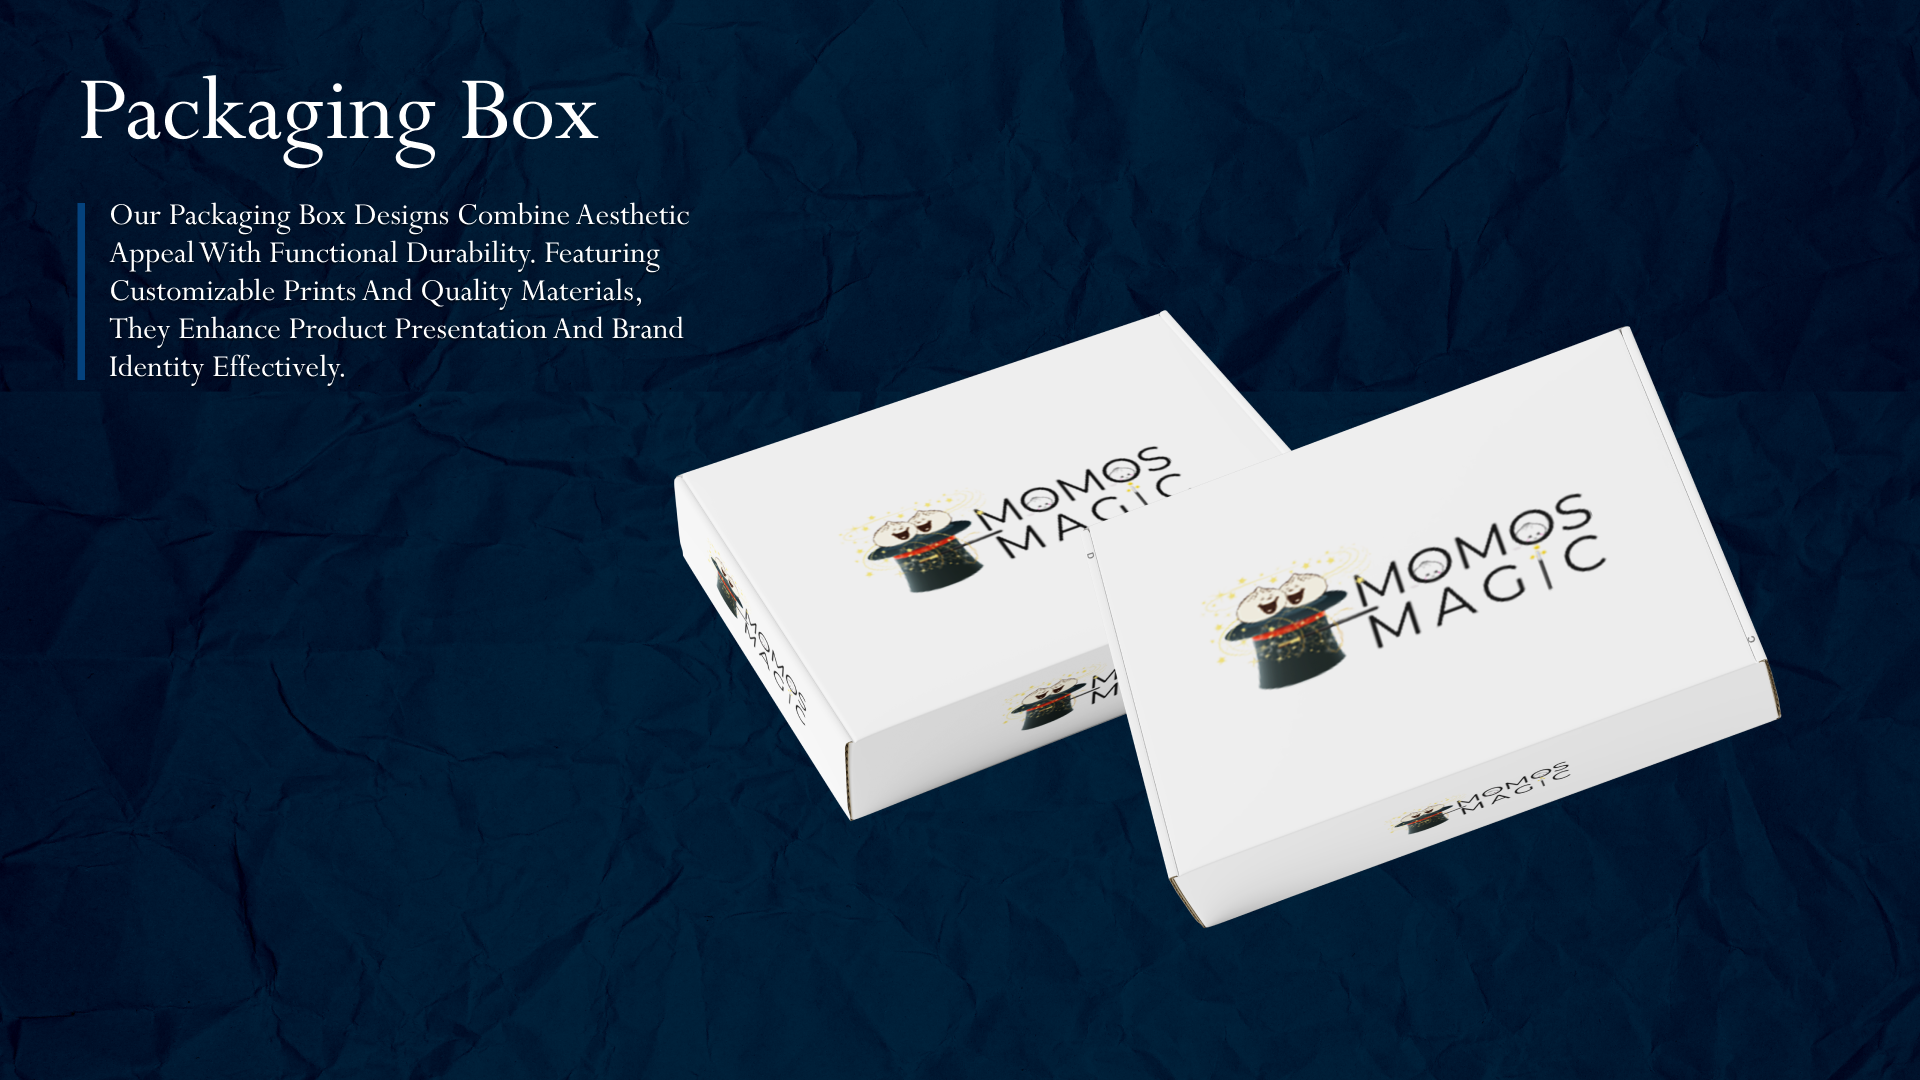 Packaging Box
Our Packaging Box Designs Combine Aesthetic
Appeal With Functional Durability. Featuring
Customizable Prints And Quality Materials,
They Enhance Product Presentation And Brand
Identity Effectively.
MOMOS
MAGIC
MOMOS
MAGIC
MOMOS
MAGIC
M
M
MOMOS
MAGIC